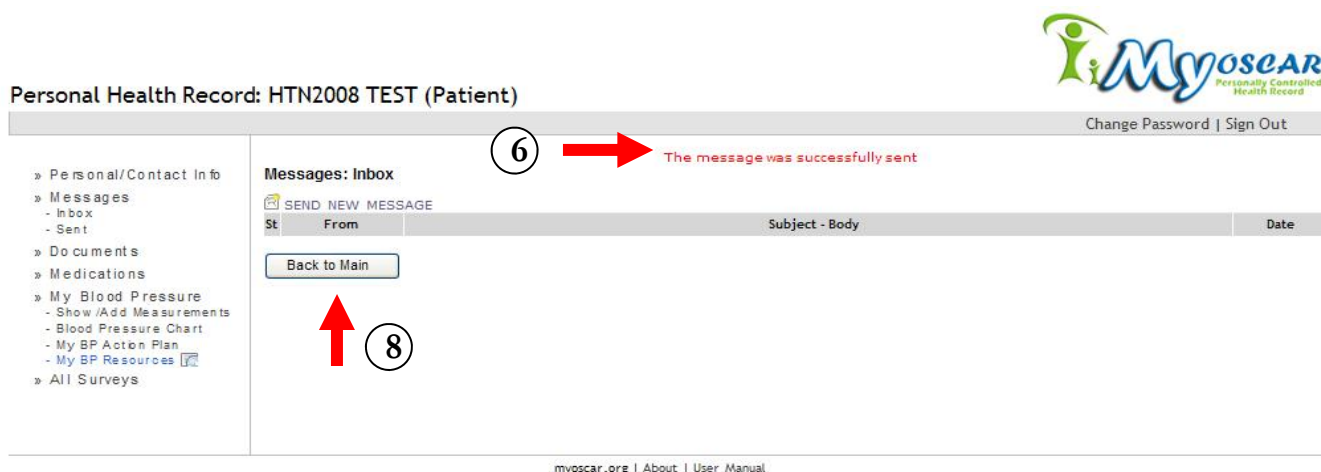 MyOSCAR
Personally Controlled
Health Record
Personal Health Record: HTN2008 TEST (Patient)
Change Password | Sign Out
6
The message was successfully sent
» Personal/Contact Info
» Messages
- Inbox
- Sent
» Documents
» Medications
» My Blood Pressure
- Show /Add Measurements
- Blood Pressure Chart
- My BP Action Plan
- My BP Resources
» All Surveys
Messages: Inbox
SEND NEW MESSAGE
St From Subject - Body Date
Back to Main
8
myoscar.org | About | User Manual